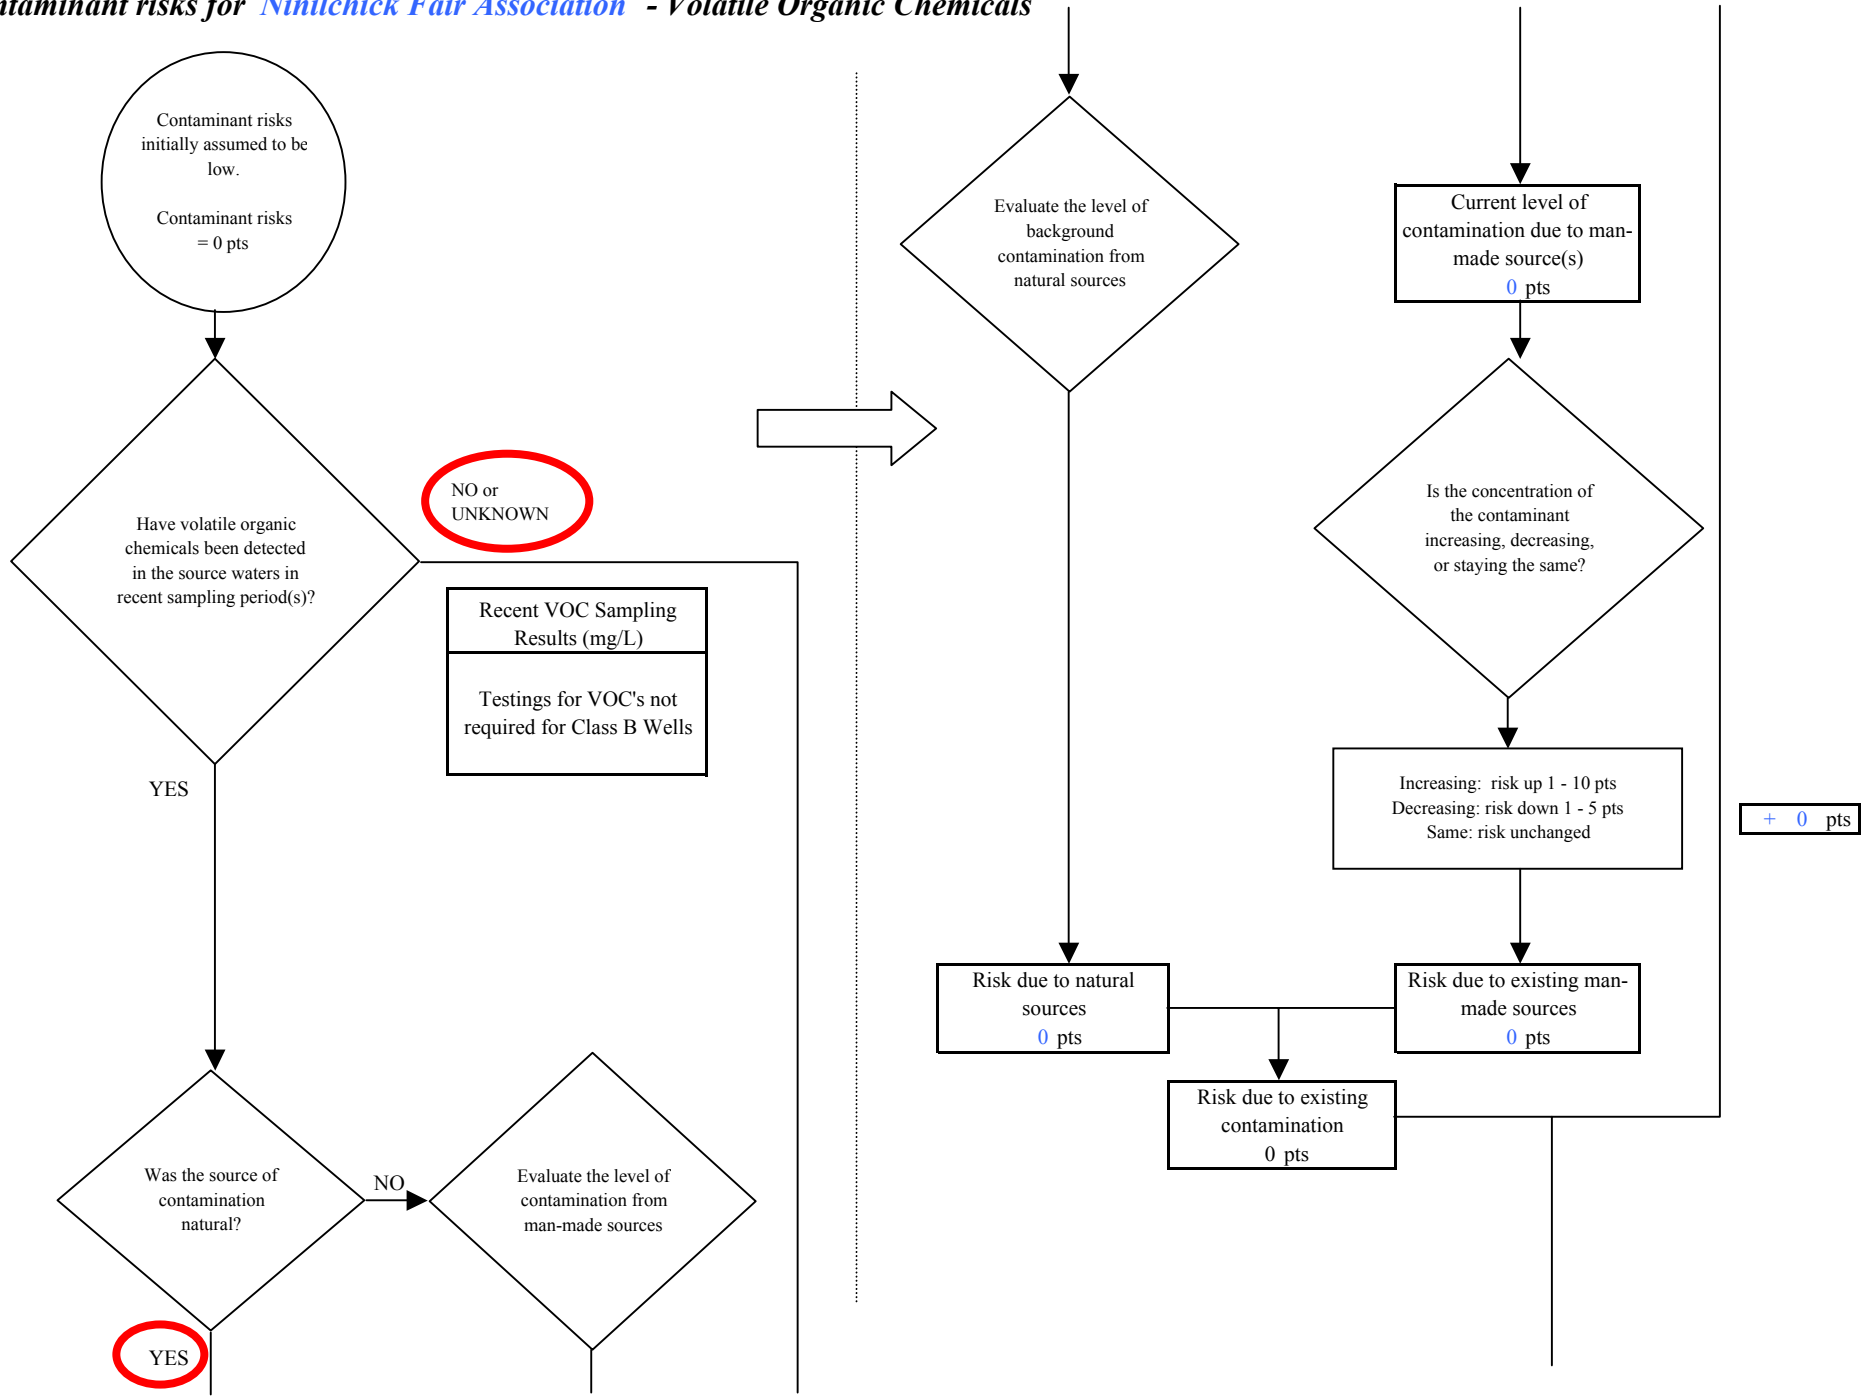 ntaminant risks for Ninilchick Fair Association - Volatile Organic Chemicals
Contaminant risks
initially assumed to be
low.
Contaminant risks
= 0 pts
Have volatile organic
chemicals been detected
in the source waters in
recent sampling period(s)?
NO or
UNKNOWN
Recent VOC Sampling
Results (mg/L)
Testings for VOC's not
required for Class B Wells
YES
Was the source of
contamination
natural?
NO
Evaluate the level of
contamination from
man-made sources
YES
Evaluate the level of
background
contamination from
natural sources
Current level of
contamination due to man-
made source(s)
0 pts
Is the concentration of
the contaminant
increasing, decreasing,
or staying the same?
Increasing: risk up 1 - 10 pts
Decreasing: risk down 1 - 5 pts
Same: risk unchanged
+ 0 pts
Risk due to natural
sources
0 pts
Risk due to existing man-
made sources
0 pts
Risk due to existing
contamination
0 pts